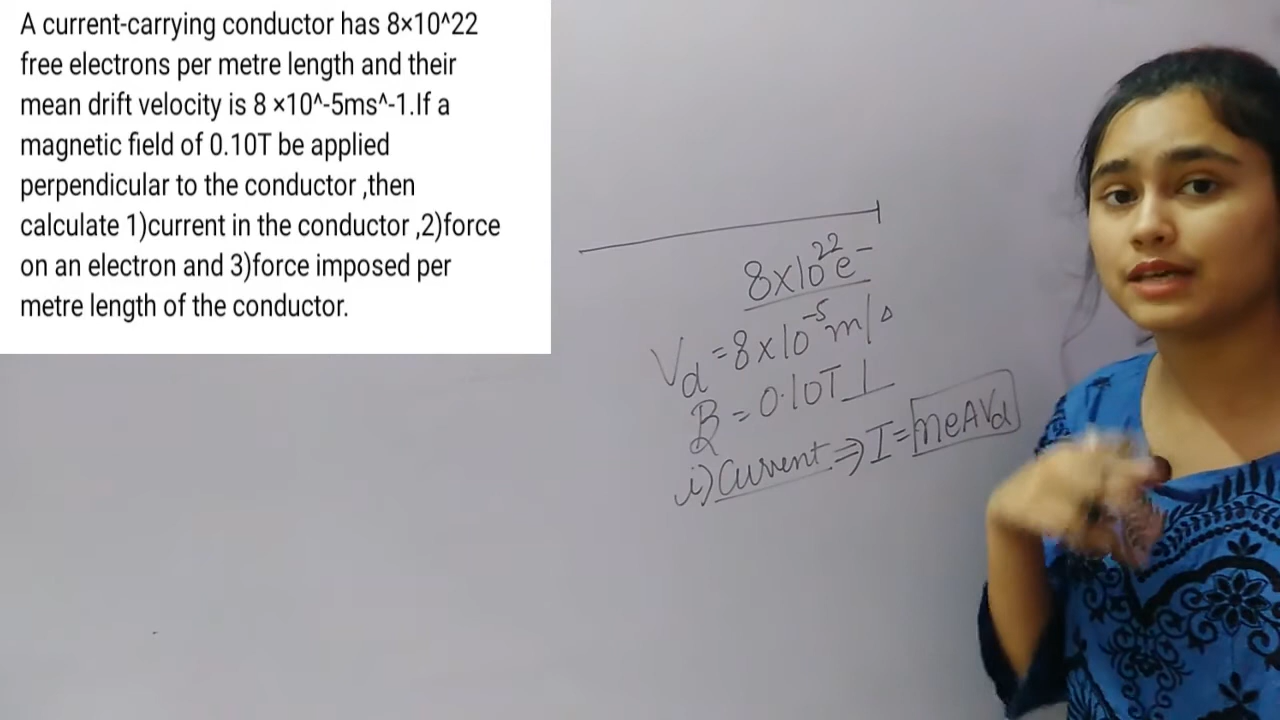 A current-carrying conductor has 8×10^22
free electrons per metre length and their
mean drift velocity is 8 ×10^-5ms^-1.If a
magnetic field of 0.10T be applied
perpendicular to the conductor ,then
calculate 1)current in the conductor ,2)force
on an electron and 3)force imposed per
metre length of the conductor.
8×10²²e⁻
Vd = 8×10⁻⁵m/s
B = 0.10T ⊥
i) Current ⇒ I = neAVd